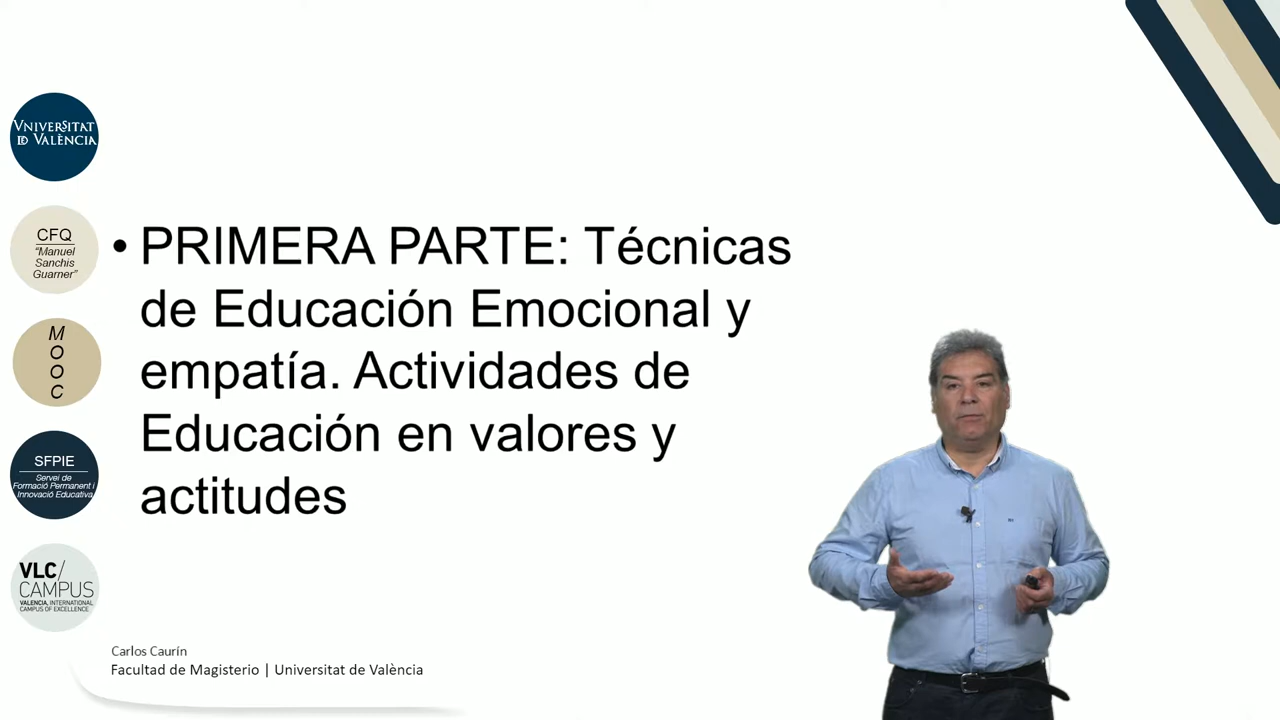 VNIVERSITAT
ID VALÈNCIA
CFQ
“Manuel
Sanchis
Guarner”
M
O
O
C
SFPIE
Servei de
Formació Permanent i
Innovació Educativa
VLC/
CAMPUS
VALENCIA, INTERNATIONAL
CAMPUS OF EXCELLENCE
• PRIMERA PARTE: Técnicas
de Educación Emocional y
empatía. Actividades de
Educación en valores y
actitudes
Carlos Caurín
Facultad de Magisterio | Universitat de València